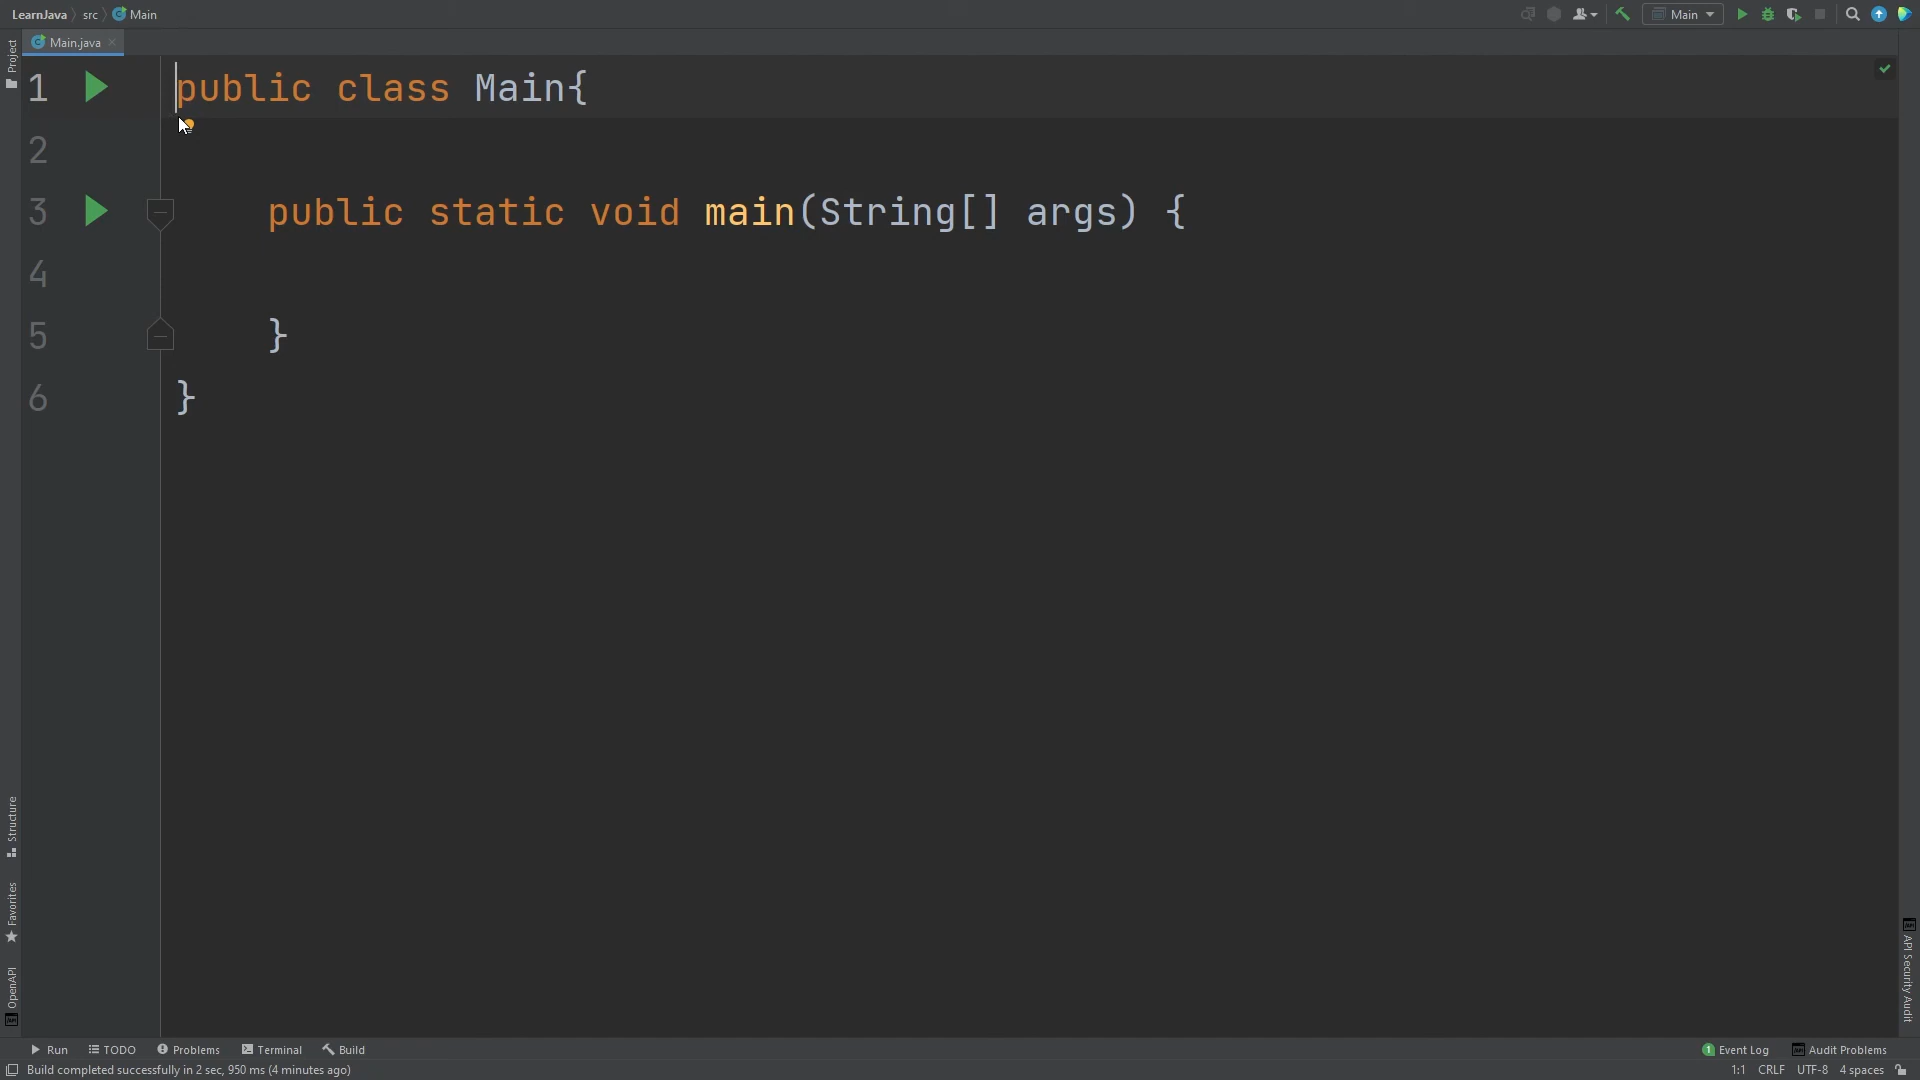 LearnJava src Main
Main
Main.java
Project
1 public class Main{
2
3 public static void main(String[] args) {
4
5 }
6 }
Structure
Favorites
OpenAPI
API Security Audit
Run TODO Problems Terminal Build
1 Event Log Audit Problems
Build completed successfully in 2 sec, 950 ms (4 minutes ago)
1:1 CRLF UTF-8 4 spaces